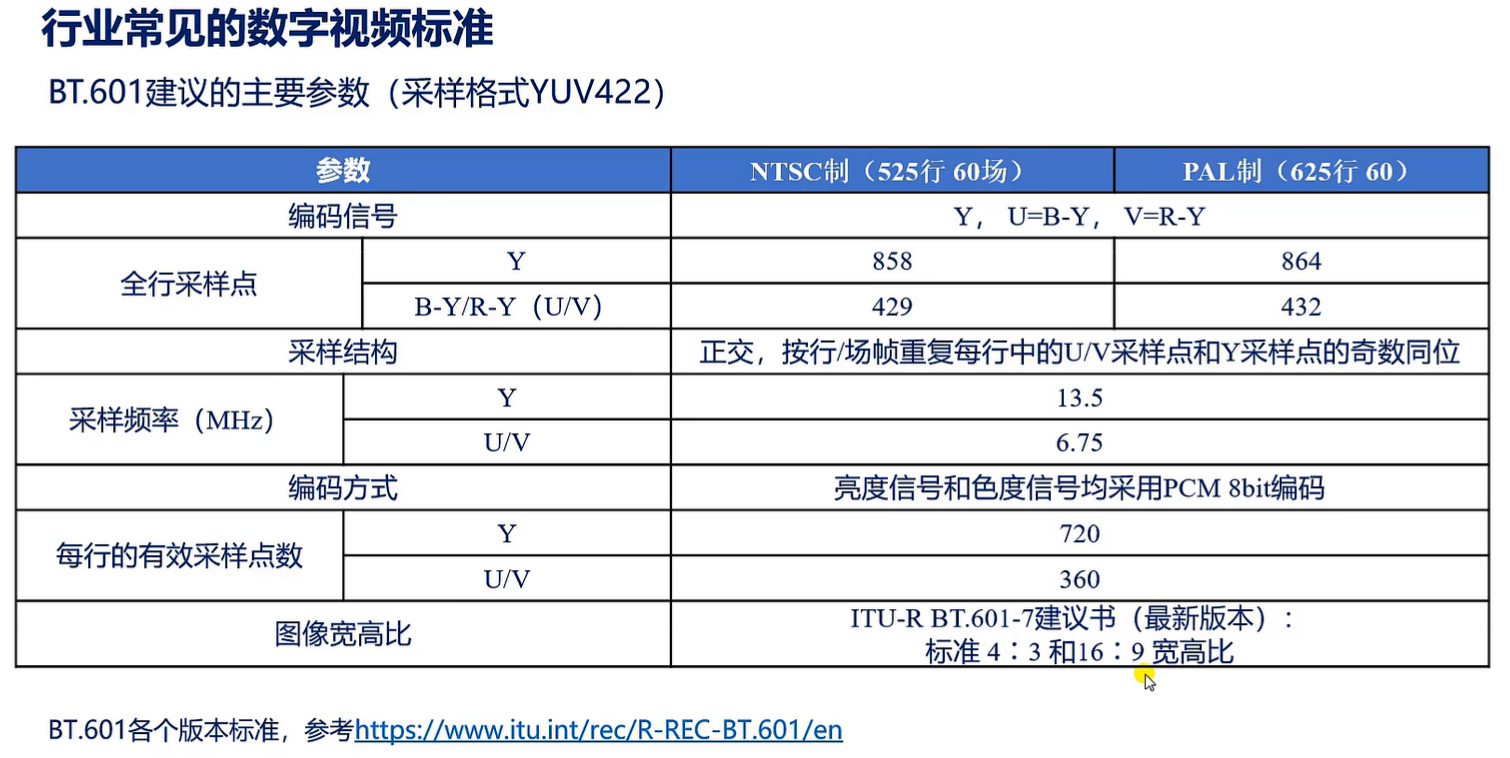 行业常见的数字视频标准
BT.601建议的主要参数（采样格式YUV422）
参数
NTSC制（525行 60场）
PAL制（625行 60）
编码信号
Y， U=B-Y， V=R-Y
全行采样点
Y
858
864
B-Y/R-Y（U/V）
429
432
采样结构
正交，按行/场帧重复每行中的U/V采样点和Y采样点的奇数同位
采样频率（MHz）
Y
13.5
U/V
6.75
编码方式
亮度信号和色度信号均采用PCM 8bit编码
每行的有效采样点数
Y
720
U/V
360
图像宽高比
ITU-R BT.601-7建议书（最新版本）：
标准 4：3 和16：9 宽高比
BT.601各个版本标准，参考https://www.itu.int/rec/R-REC-BT.601/en